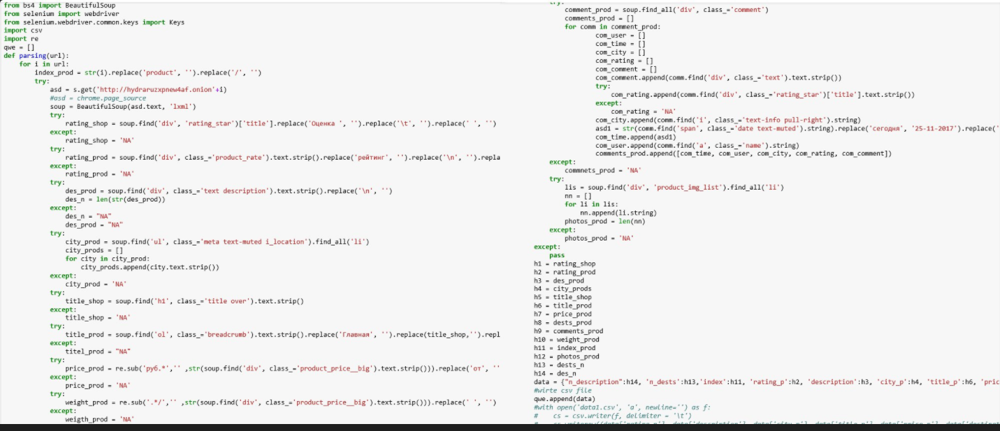 from bs4 import BeautifulSoup
from selenium import webdriver
from selenium.webdriver.common.keys import Keys
import csv
import re
qwe = []
def parsing(url):
    for i in url:
        index_prod = str(i).replace('product', '').replace('/', '')
        try:
            asd = s.get('http://hydraruzxpnew4af.onion'+i)
            #asd = chrome.page_source
            soup = BeautifulSoup(asd.text, 'lxml')
            try:
                rating_shop = soup.find('div', 'rating_star')['title'].replace('Оценка ', '').replace('\t', '').replace(' ', '')
            except:
                rating_shop = 'NA'
            try:
                rating_prod = soup.find('div', class_='product_rate').text.strip().replace('рейтинг', '').replace('\n', '').repla
            except:
                rating_prod = 'NA'
            try:
                des_prod = soup.find('div', class_='text description').text.strip().replace('\n', '')
                des_n = len(str(des_prod))
            except:
                des_n = "NA"
                des_prod = "NA"
            try:
                city_prod = soup.find('ul', class_='meta text-muted i_location').find_all('li')
                city_prods = []
                for city in city_prod:
                    city_prods.append(city.text.strip())
            except:
                city_prod = 'NA'
            try:
                title_shop = soup.find('h1', class_='title over').text.strip()
            except:
                title_shop = 'NA'
            try:
                title_prod = soup.find('ol', class_='breadcrumb').text.strip().replace('Главная', '').replace(title_shop,'').repl
            except:
                titel_prod = "NA"
            try:
                price_prod = re.sub('руб.*','' ,str(soup.find('div', class_='product_price__big').text.strip())).replace('от', ''
            except:
                price_prod = 'NA'
            try:
                weight_prod = re.sub('.*/','' ,str(soup.find('div', class_='product_price__big').text.strip())).replace(' ', '')
            except:
                weigth_prod = 'NA'
            try:
                comment_prod = soup.find_all('div', class_='comment')
                comments_prod = []
                for comm in comment_prod:
                        com_user = []
                        com_time = []
                        com_city = []
                        com_rating = []
                        com_comment = []
                        com_comment.append(comm.find('div', class_='text').text.strip())
                        try:
                            com_rating.append(comm.find('div', class_='rating_star')['title'].text.strip())
                        except:
                            com_rating = 'NA'
                        com_city.append(comm.find('i', class_='text-info pull-right').string)
                        asd1 = str(comm.find('span', class_='date text-muted').string).replace('сегодня', '25-11-2017').replace('
                        com_time.append(asd1)
                        com_user.append(comm.find('a', class_='name').string)
                        comments_prod.append([com_time, com_user, com_city, com_rating, com_comment])
            except:
                commnets_prod = 'NA'
            try:
                lis = soup.find('div', 'product_img_list').find_all('li')
                nn = []
                for li in lis:
                    nn.append(li.string)
                photos_prod = len(nn)
            except:
                photos_prod = 'NA'
        except:
            pass
        h1 = rating_shop
        h2 = rating_prod
        h3 = des_prod
        h4 = city_prods
        h5 = title_shop
        h6 = title_prod
        h7 = price_prod
        h8 = dests_prod
        h9 = comments_prod
        h10 = weight_prod
        h11 = index_prod
        h12 = photos_prod
        h13 = dests_n
        h14 = des_n
        data = {"n_description":h14, 'n_dests':h13,'index':h11, 'rating_p':h2, 'description':h3, 'city_p':h4, 'title_p':h6, 'pric
        #wirte csv file
        qwe.append(data)
        #with open('data1.csv', 'a', newline='') as f:
        #    cs = csv.writer(f, delimiter = '\t')